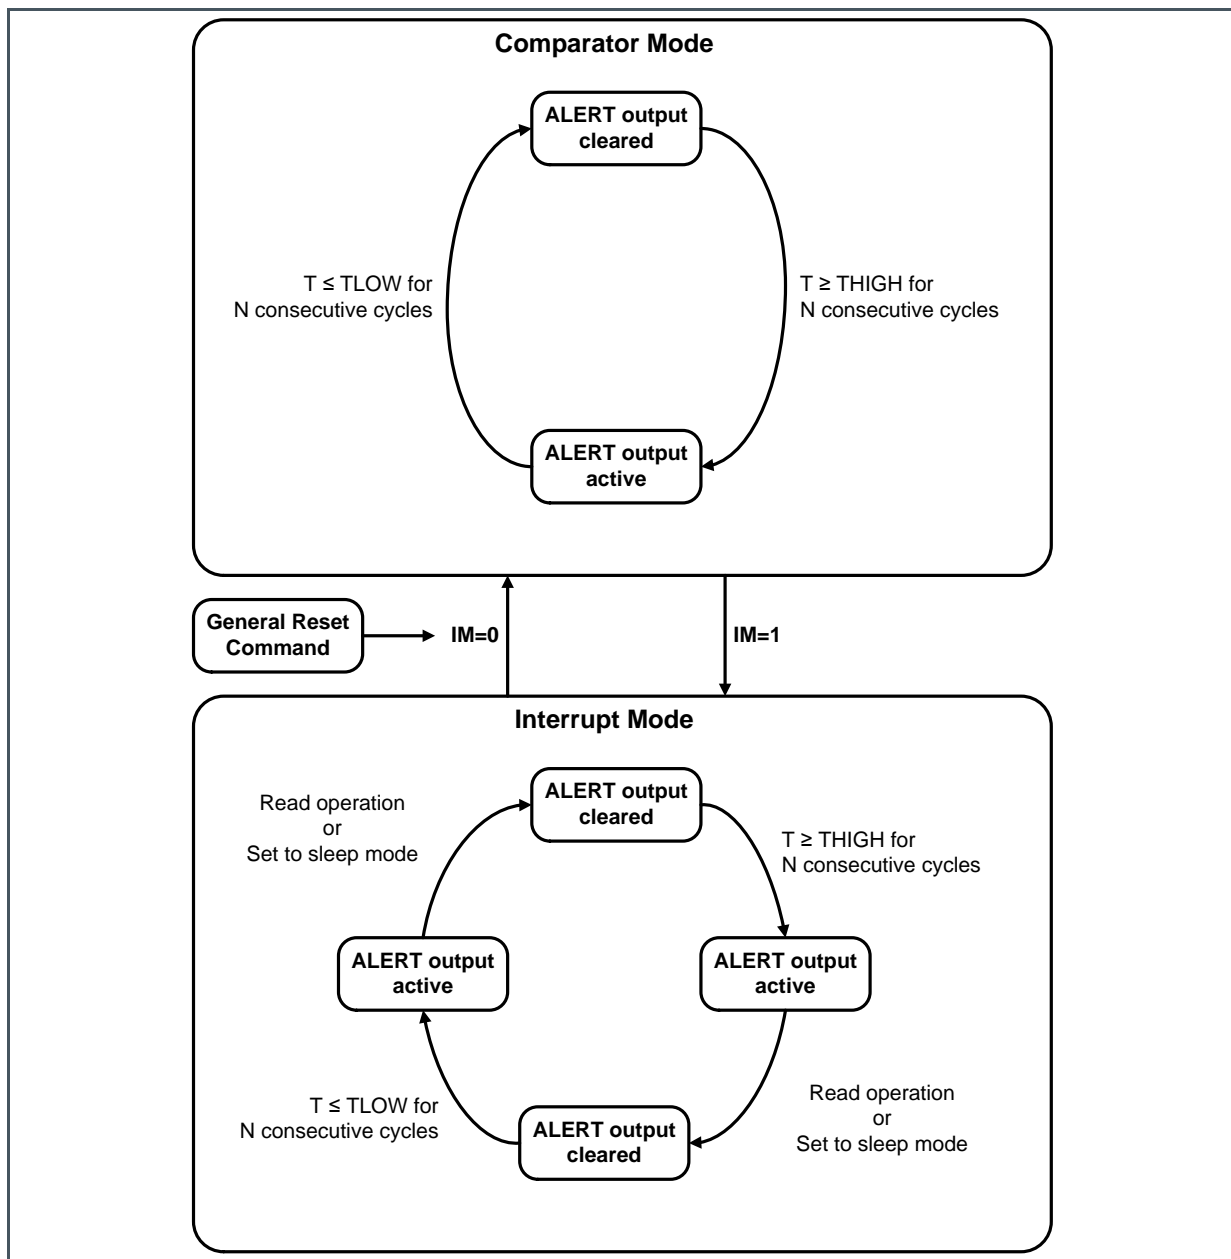 Comparator Mode
ALERT output
cleared
T ≤ TLOW for
N consecutive cycles
T ≥ THIGH for
N consecutive cycles
ALERT output
active
General Reset
Command
IM=0
IM=1
Interrupt Mode
ALERT output
cleared
Read operation
or
Set to sleep mode
T ≥ THIGH for
N consecutive cycles
ALERT output
active
ALERT output
active
T ≤ TLOW for
N consecutive cycles
Read operation
or
Set to sleep mode
ALERT output
cleared